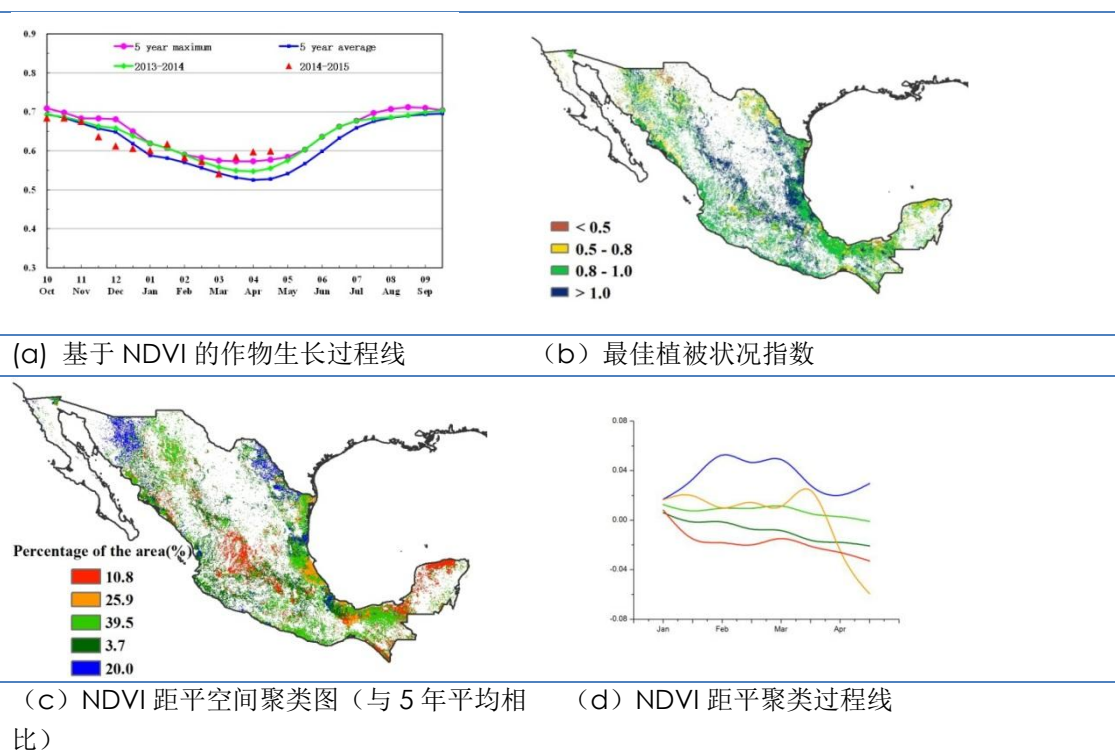 0.9
0.8
0.7
0.6
0.5
0.4
0.3
5 year maximum
5 year average
2013-2014
2014-2015
10 11 12 01 02 03 04 05 06 07 08 09
Oct Nov Dec Jan Feb Mar Apr May Jun Jul Aug Sep
< 0.5
0.5 - 0.8
0.8 - 1.0
> 1.0
(a) 基于 NDVI 的作物生长过程线
（b）最佳植被状况指数
Percentage of the area(%)
10.8
25.9
39.5
3.7
20.0
0.08
0.04
0.00
-0.04
-0.08
Jan Feb Mar Apr
（c）NDVI 距平空间聚类图（与 5 年平均相
比）
（d）NDVI 距平聚类过程线